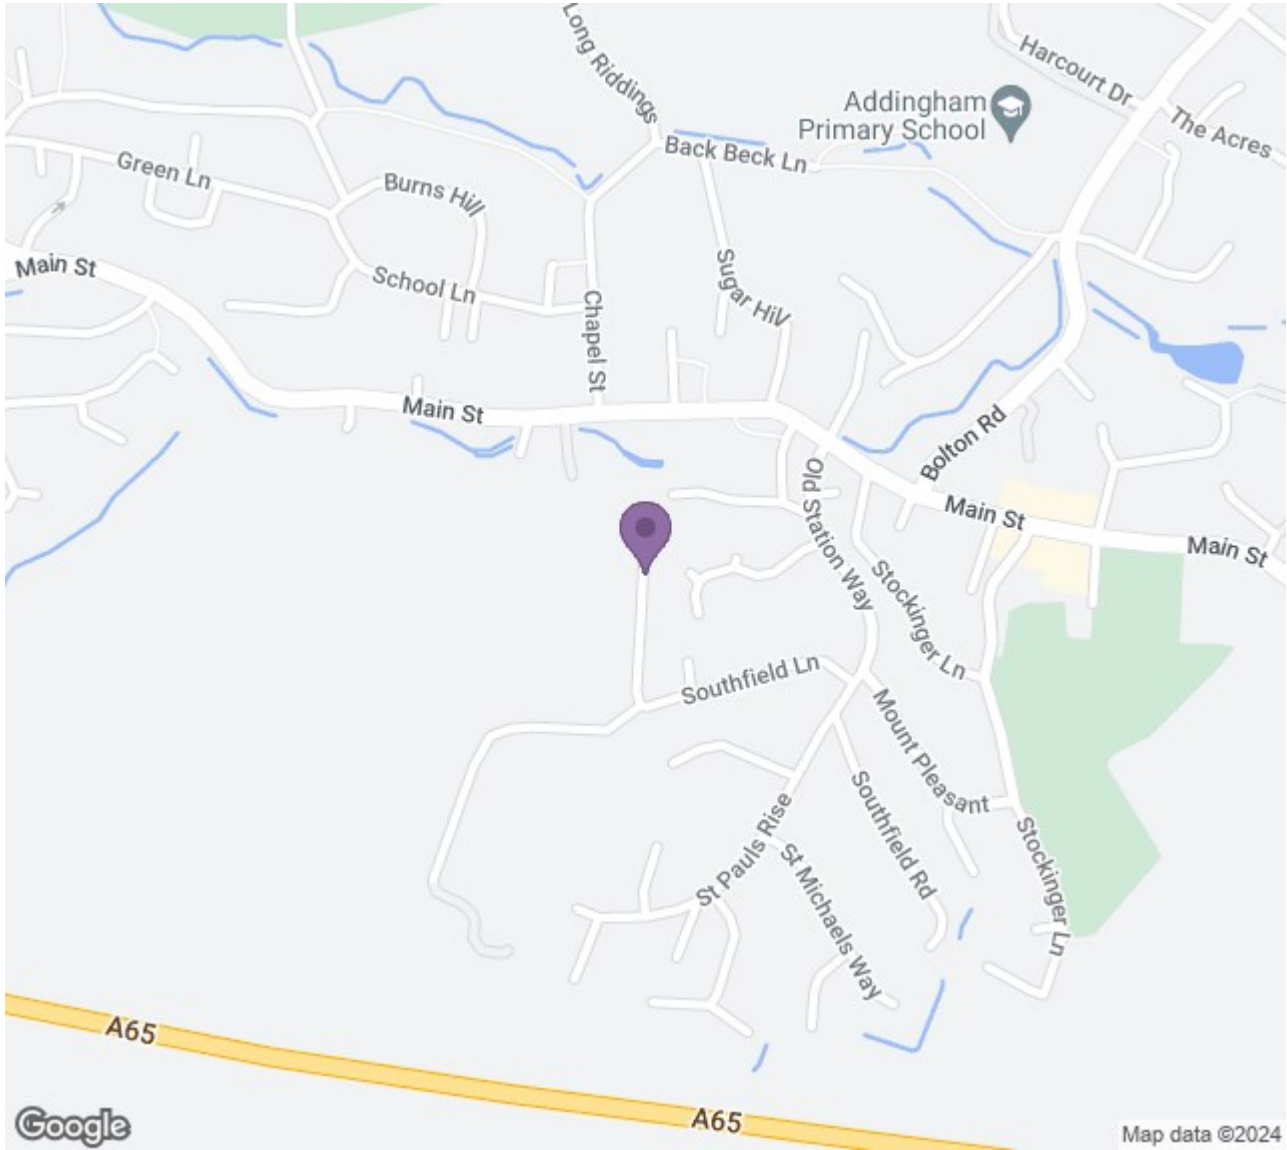 Long Riddings
Harcourt Dr
Addingham
Primary School
The Acres
Back Beck Ln
Green Ln
Burns Hill
Main St
School Ln
Sugar Hill
Chapel St
Main St
Bolton Rd
Old Station Way
Main St
Main St
Stockinger Ln
Southfield Ln
Mount Pleasant
Southfield Rd
St Pauls Rise
St Michaels Way
Stockinger Ln
A65
A65
Google
Map data ©2024